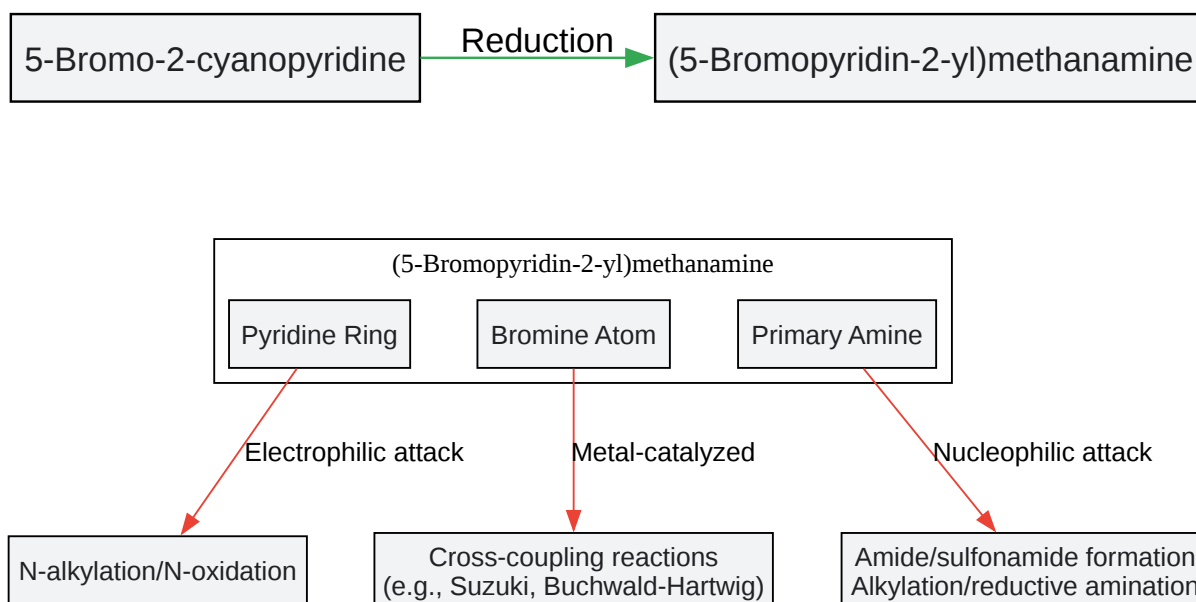 Reduction
5-Bromo-2-cyanopyridine
(5-Bromopyridin-2-yl)methanamine
(5-Bromopyridin-2-yl)methanamine
Pyridine Ring
Bromine Atom
Primary Amine
Electrophilic attack
Metal-catalyzed
Nucleophilic attack
N-alkylation/N-oxidation
Cross-coupling reactions
(e.g., Suzuki, Buchwald-Hartwig)
Amide/sulfonamide formation
Alkylation/reductive amination